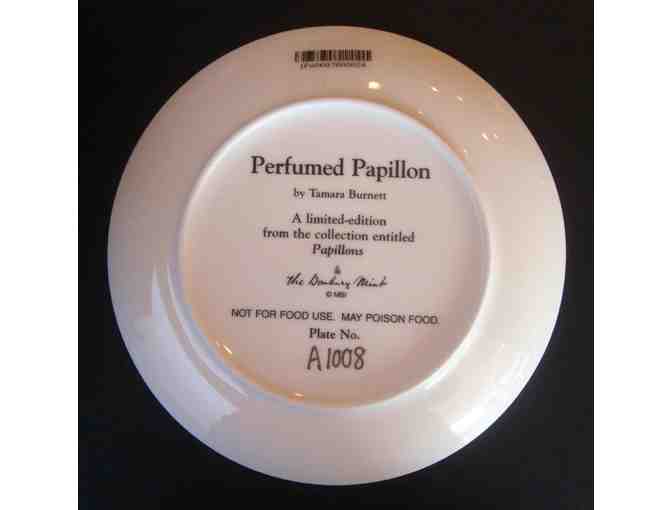 Perfumed Papillon
by Tamara Burnett
A limited-edition
from the collection entitled
Papillons
&
The Danbury Mint
© MBI
NOT FOR FOOD USE. MAY POISON FOOD.
Plate No.
A1008